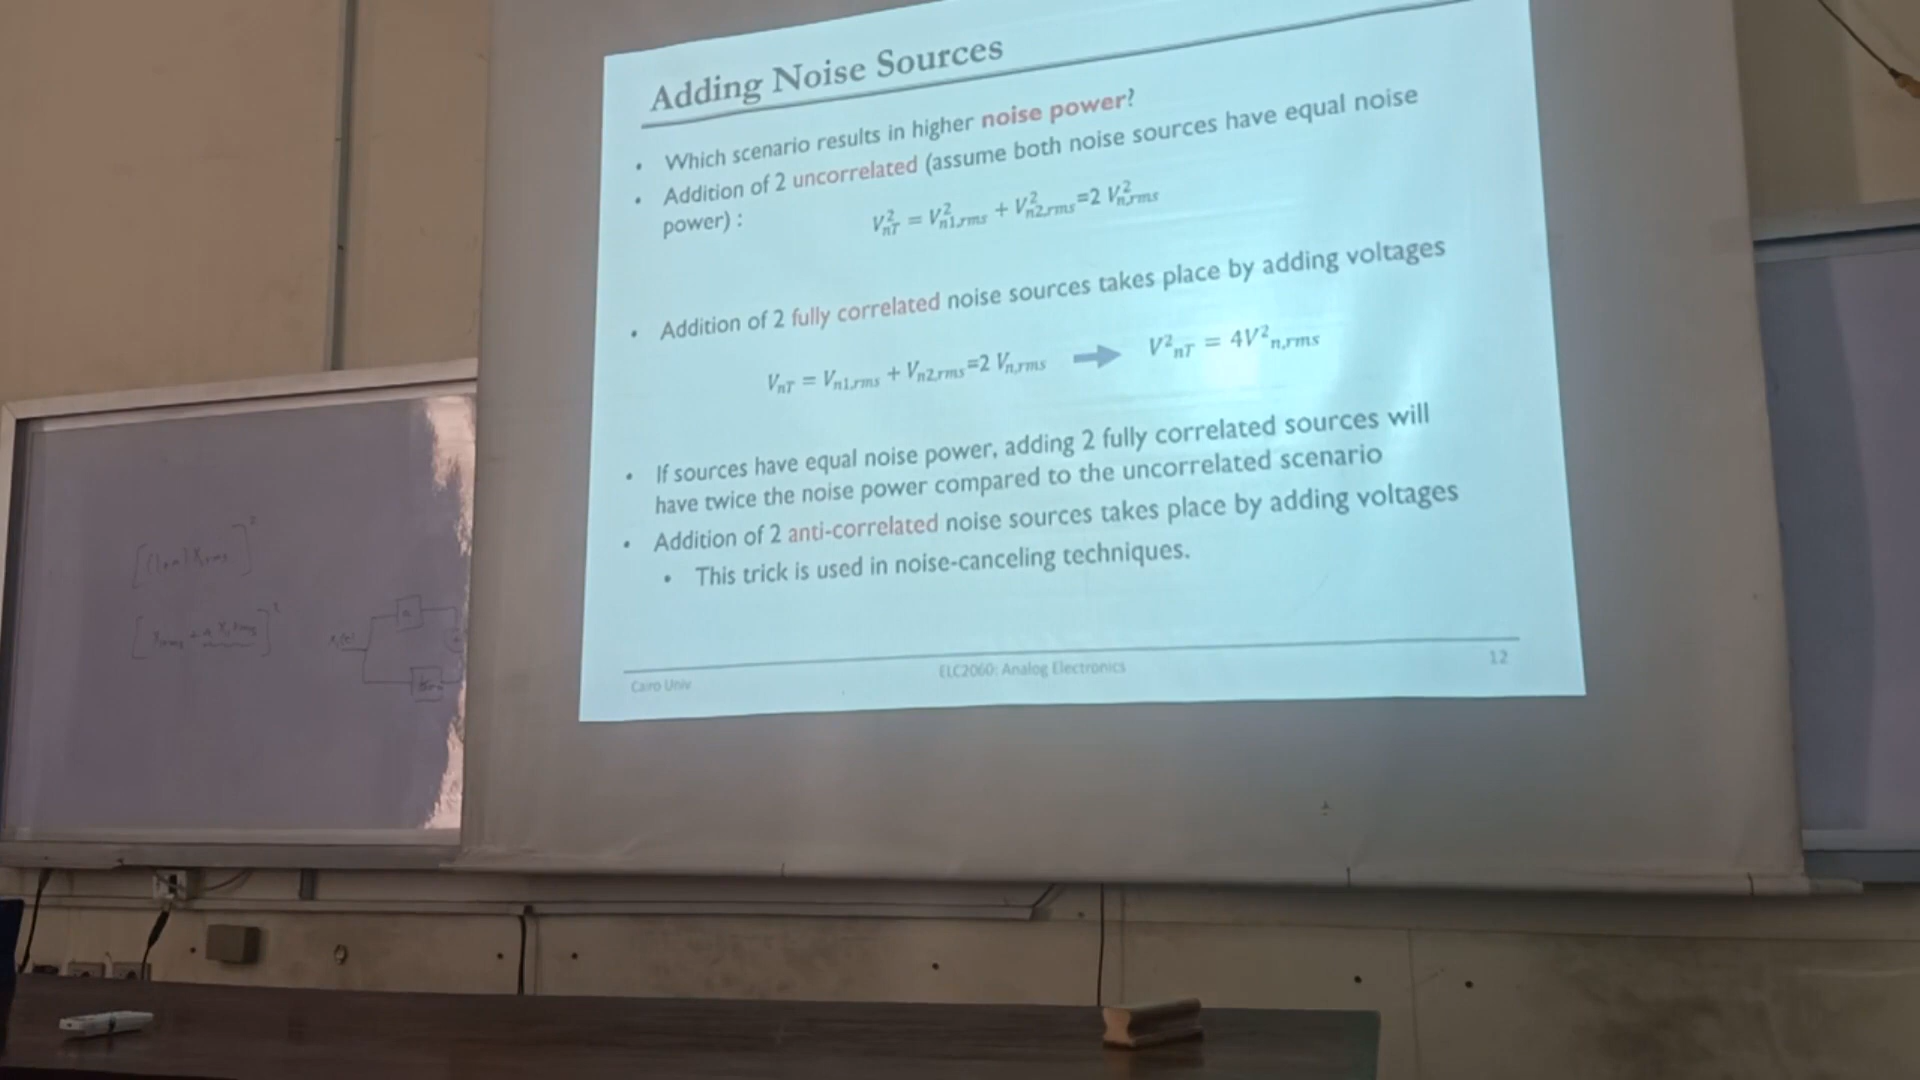 Adding Noise Sources
• Which scenario results in higher noise power?
• Addition of 2 uncorrelated (assume both noise sources have equal noise
power) :
V²nT = V²n1,rms + V²n2,rms=2 V²n,rms
• Addition of 2 fully correlated noise sources takes place by adding voltages
VnT = Vn1,rms + Vn2,rms=2 Vn,rms
V²nT = 4V²n,rms
• If sources have equal noise power, adding 2 fully correlated sources will
have twice the noise power compared to the uncorrelated scenario
• Addition of 2 anti-correlated noise sources takes place by adding voltages
• This trick is used in noise-canceling techniques.
Cairo Univ
ELC2060: Analog Electronics
12